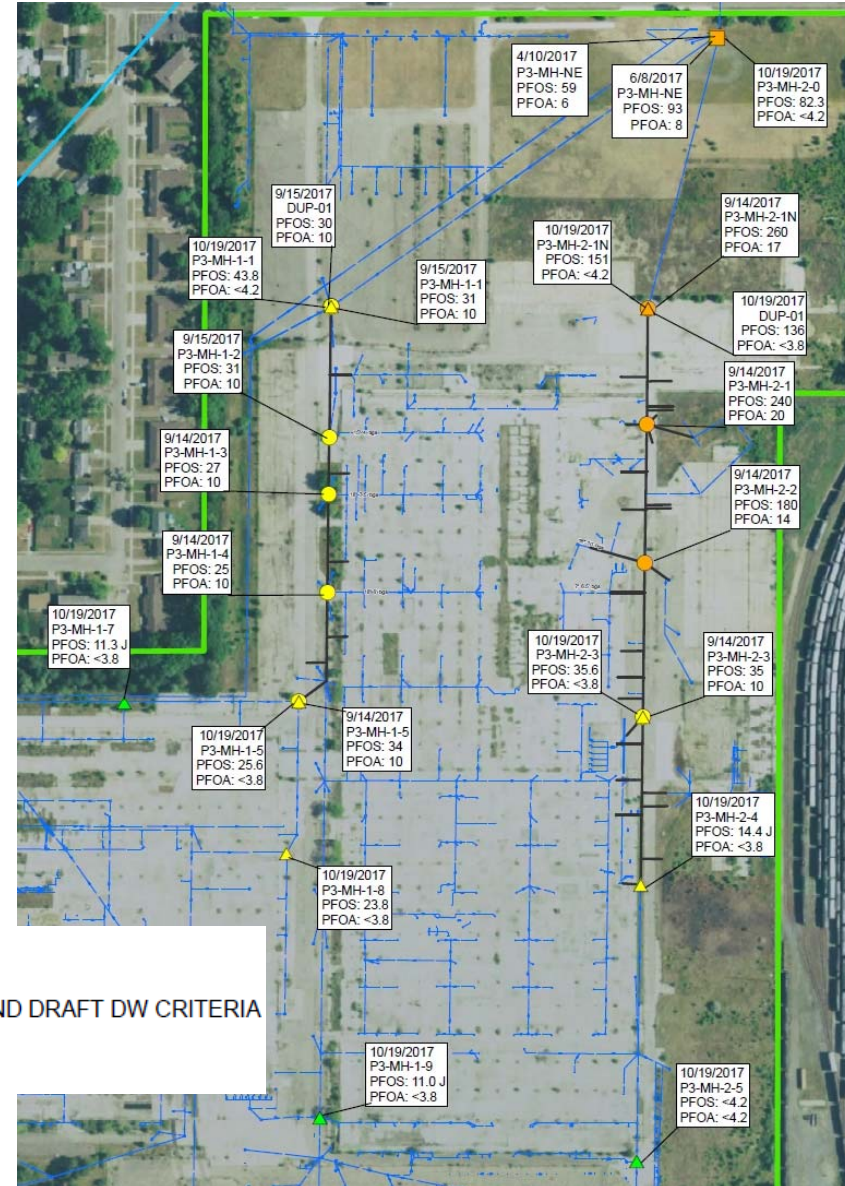 4/10/2017
P3-MH-NE
PFOS: 59
PFOA: 6
6/8/2017
P3-MH-NE
PFOS: 93
PFOA: 8
10/19/2017
P3-MH-2-0
PFOS: 82.3
PFOA: <4.2
9/15/2017
DUP-01
PFOS: 30
PFOA: 10
10/19/2017
P3-MH-1-1
PFOS: 43.8
PFOA: <4.2
9/15/2017
P3-MH-1-1
PFOS: 31
PFOA: 10
10/19/2017
P3-MH-2-1N
PFOS: 151
PFOA: <4.2
9/14/2017
P3-MH-2-1N
PFOS: 260
PFOA: 17
10/19/2017
DUP-01
PFOS: 136
PFOA: <3.8
9/15/2017
P3-MH-1-2
PFOS: 31
PFOA: 10
9/14/2017
P3-MH-2-1
PFOS: 240
PFOA: 20
9/14/2017
P3-MH-1-3
PFOS: 27
PFOA: 10
9/14/2017
P3-MH-2-2
PFOS: 180
PFOA: 14
9/14/2017
P3-MH-1-4
PFOS: 25
PFOA: 10
10/19/2017
P3-MH-1-7
PFOS: 11.3 J
PFOA: <3.8
10/19/2017
P3-MH-2-3
PFOS: 35.6
PFOA: <3.8
9/14/2017
P3-MH-2-3
PFOS: 35
PFOA: 10
10/19/2017
P3-MH-1-5
PFOS: 25.6
PFOA: <3.8
9/14/2017
P3-MH-1-5
PFOS: 34
PFOA: 10
10/19/2017
P3-MH-2-4
PFOS: 14.4 J
PFOA: <3.8
10/19/2017
P3-MH-1-8
PFOS: 23.8
PFOA: <3.8
ND DRAFT DW CRITERIA
10/19/2017
P3-MH-1-9
PFOS: 11.0 J
PFOA: <3.8
10/19/2017
P3-MH-2-5
PFOS: <4.2
PFOA: <4.2